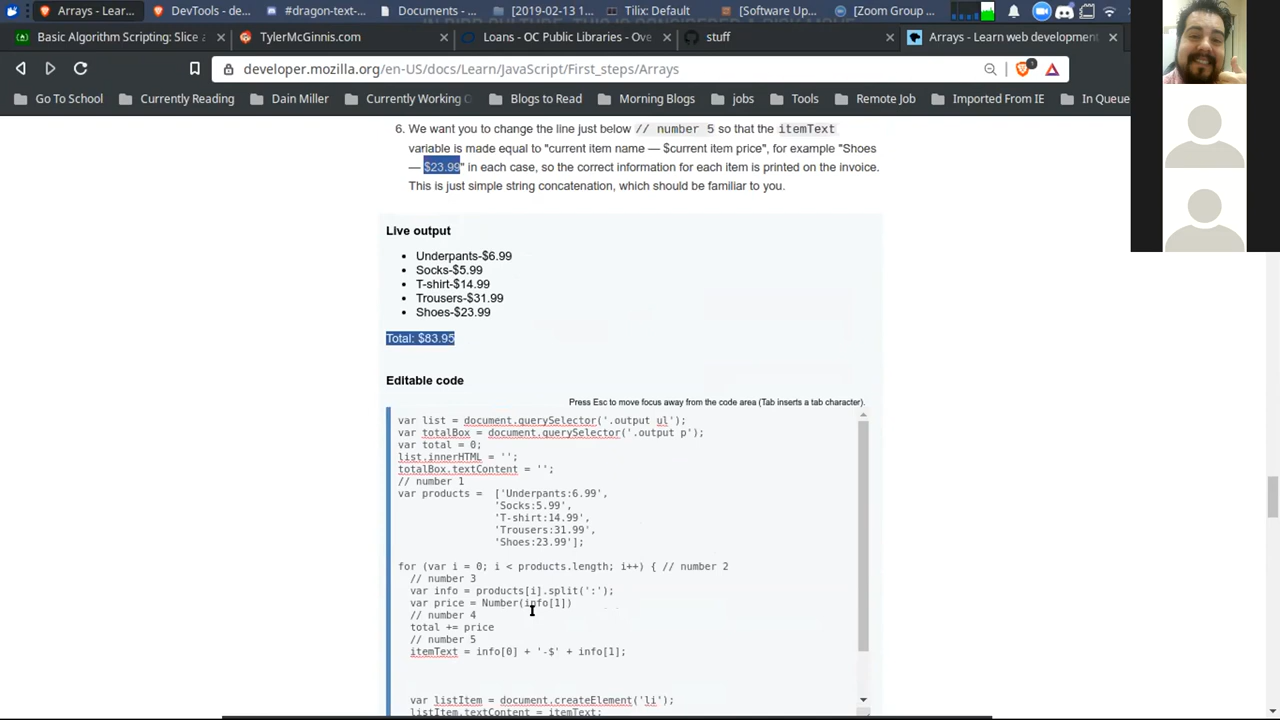 Arrays - Lear...
DevTools - de...
#dragon-text...
Documents - ...
[2019-02-13 1...
Tilix: Default
[Software Up...
[Zoom Group ...
Basic Algorithm Scripting: Slice a
TylerMcGinnis.com
Loans - OC Public Libraries - Ove
stuff
Arrays - Learn web development
developer.mozilla.org/en-US/docs/Learn/JavaScript/First_steps/Arrays
1
Go To School
Currently Reading
Dain Miller
Currently Working O
Blogs to Read
Morning Blogs
jobs
Tools
Remote Job
Imported From IE
In Queue
6. We want you to change the line just below // number 5 so that the itemText
variable is made equal to "current item name — $current item price", for example "Shoes
— $23.99" in each case, so the correct information for each item is printed on the invoice.
This is just simple string concatenation, which should be familiar to you.
Live output
• Underpants-$6.99
• Socks-$5.99
• T-shirt-$14.99
• Trousers-$31.99
• Shoes-$23.99
Total: $83.95
Editable code
Press Esc to move focus away from the code area (Tab inserts a tab character).
var list = document.querySelector('.output ul');
var totalBox = document.querySelector('.output p');
var total = 0;
list.innerHTML = '';
totalBox.textContent = '';
// number 1
var products =  ['Underpants:6.99',
'Socks:5.99',
'T-shirt:14.99',
'Trousers:31.99',
'Shoes:23.99'];
for (var i = 0; i < products.length; i++) { // number 2
// number 3
var info = products[i].split(':');
var price = Number(info[1])
// number 4
total += price
// number 5
itemText = info[0] + '-$' + info[1];
var listItem = document.createElement('li');
listItem.textContent = itemText;